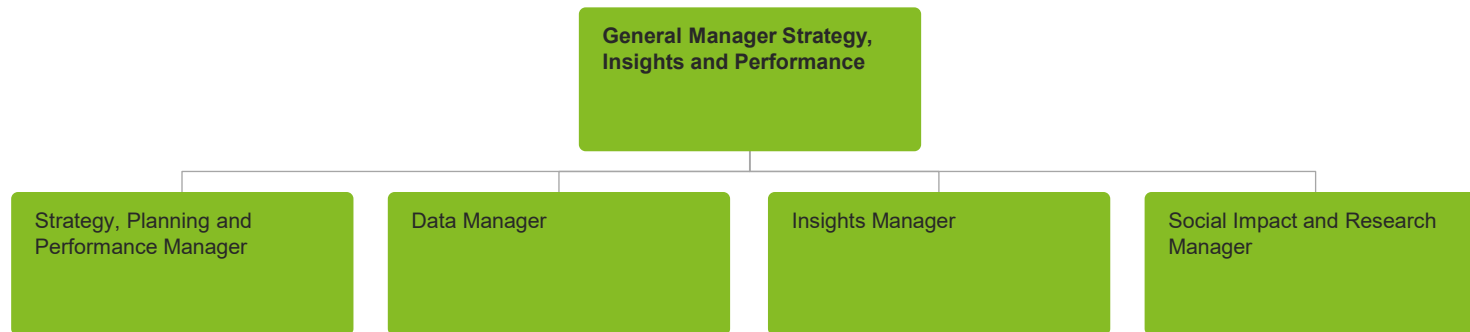 General Manager Strategy,
Insights and Performance
Strategy, Planning and
Performance Manager
Data Manager
Insights Manager
Social Impact and Research
Manager